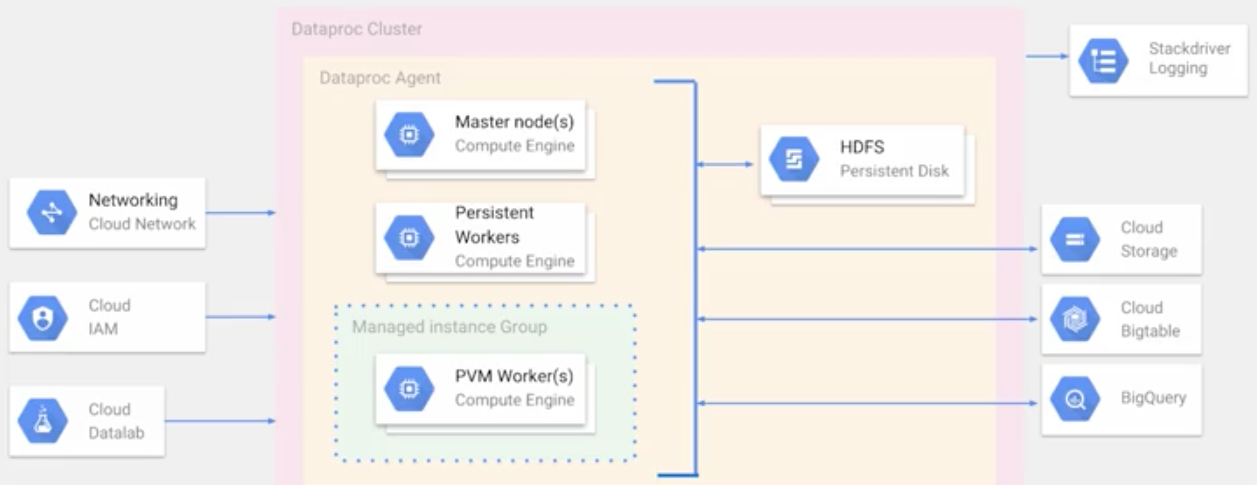 Dataproc Cluster
Dataproc Agent
Master node(s)
Compute Engine
Persistent
Workers
Compute Engine
Managed instance Group
PVM Worker(s)
Compute Engine
Networking
Cloud Network
Cloud
IAM
Cloud
Datalab
HDFS
Persistent Disk
Stackdriver
Logging
Cloud
Storage
Cloud
Bigtable
BigQuery